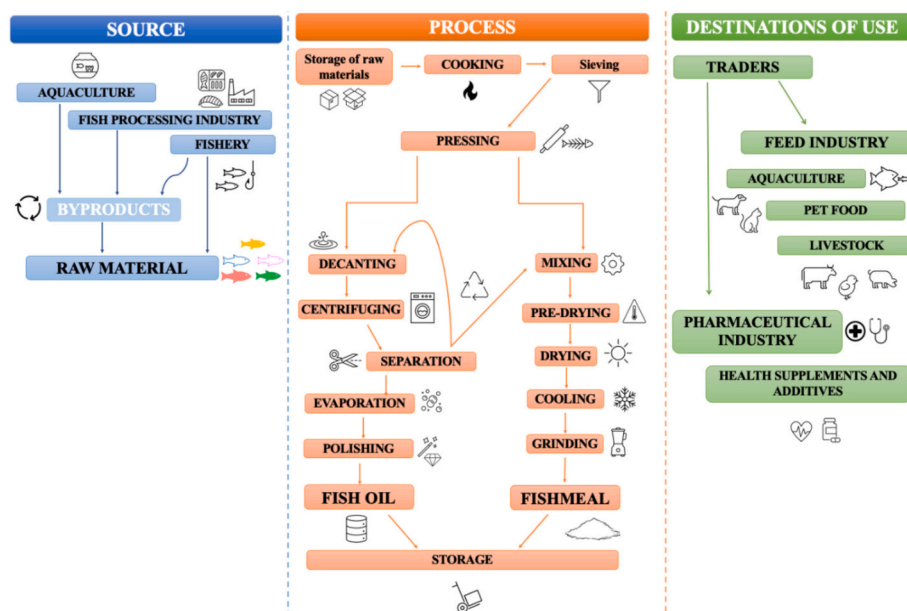 SOURCE
AQUACULTURE
FISH PROCESSING INDUSTRY
FISHERY
BYPRODUCTS
RAW MATERIAL
PROCESS
Storage of raw
materials
COOKING
Sieving
PRESSING
DECANTING
MIXING
CENTRIFUGING
PRE-DRYING
SEPARATION
DRYING
EVAPORATION
COOLING
POLISHING
GRINDING
FISH OIL
FISHMEAL
STORAGE
DESTINATIONS OF USE
TRADERS
FEED INDUSTRY
AQUACULTURE
PET FOOD
LIVESTOCK
PHARMACEUTICAL
INDUSTRY
HEALTH SUPPLEMENTS AND
ADDITIVES